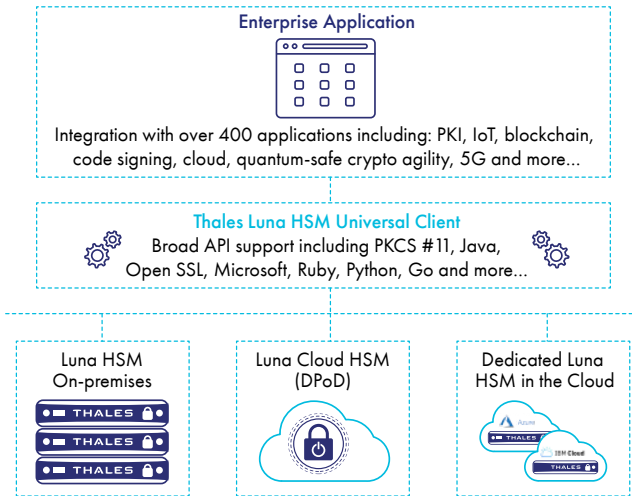 Enterprise Application
Integration with over 400 applications including: PKI, IoT, blockchain,
code signing, cloud, quantum-safe crypto agility, 5G and more...
Thales Luna HSM Universal Client
Broad API support including PKCS #11, Java,
Open SSL, Microsoft, Ruby, Python, Go and more...
Luna HSM
On-premises
THALES
THALES
THALES
Luna Cloud HSM
(DPoD)
Dedicated Luna
HSM in the Cloud
Azure
THALES
IBM Cloud
THALES